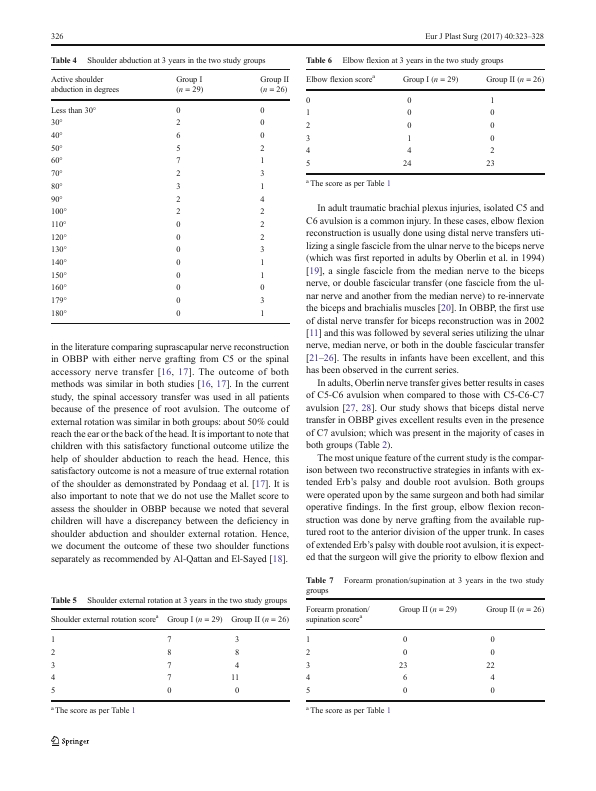 326
Eur J Plast Surg (2017) 40:323–328
Table 4 Shoulder abduction at 3 years in the two study groups
Active shoulder abduction in degrees Group I (n = 29) Group II (n = 26)
Less than 30° 0 0
30° 2 0
40° 6 0
50° 5 2
60° 7 1
70° 2 3
80° 3 1
90° 2 4
100° 2 2
110° 0 2
120° 0 2
130° 0 3
140° 0 1
150° 0 1
160° 0 0
179° 0 3
180° 0 1
in the literature comparing suprascapular nerve reconstruction
in OBBP with either nerve grafting from C5 or the spinal
accessory nerve transfer [16, 17]. The outcome of both
methods was similar in both studies [16, 17]. In the current
study, the spinal accessory transfer was used in all patients
because of the presence of root avulsion. The outcome of
external rotation was similar in both groups: about 50% could
reach the ear or the back of the head. It is important to note that
children with this satisfactory functional outcome utilize the
help of shoulder abduction to reach the head. Hence, this
satisfactory outcome is not a measure of true external rotation
of the shoulder as demonstrated by Pondaag et al. [17]. It is
also important to note that we do not use the Mallet score to
assess the shoulder in OBBP because we noted that several
children will have a discrepancy between the deficiency in
shoulder abduction and shoulder external rotation. Hence,
we document the outcome of these two shoulder functions
separately as recommended by Al-Qattan and El-Sayed [18].
Table 5 Shoulder external rotation at 3 years in the two study groups
Shoulder external rotation scoreᵃ Group I (n = 29) Group II (n = 26)
1 7 3
2 8 8
3 7 4
4 7 11
5 0 0
ᵃ The score as per Table 1
Table 6 Elbow flexion at 3 years in the two study groups
Elbow flexion scoreᵃ Group I (n = 29) Group II (n = 26)
0 0 1
1 0 0
2 0 0
3 1 0
4 4 2
5 24 23
ᵃ The score as per Table 1
In adult traumatic brachial plexus injuries, isolated C5 and
C6 avulsion is a common injury. In these cases, elbow flexion
reconstruction is usually done using distal nerve transfers uti-
lizing a single fascicle from the ulnar nerve to the biceps nerve
(which was first reported in adults by Oberlin et al. in 1994)
[19], a single fascicle from the median nerve to the biceps
nerve, or double fascicular transfer (one fascicle from the ul-
nar nerve and another from the median nerve) to re-innervate
the biceps and brachialis muscles [20]. In OBBP, the first use
of distal nerve transfer for biceps reconstruction was in 2002
[11] and this was followed by several series utilizing the ulnar
nerve, median nerve, or both in the double fascicular transfer
[21–26]. The results in infants have been excellent, and this
has been observed in the current series.
In adults, Oberlin nerve transfer gives better results in cases
of C5-C6 avulsion when compared to those with C5-C6-C7
avulsion [27, 28]. Our study shows that biceps distal nerve
transfer in OBBP gives excellent results even in the presence
of C7 avulsion; which was present in the majority of cases in
both groups (Table 2).
The most unique feature of the current study is the compar-
ison between two reconstructive strategies in infants with ex-
tended Erb's palsy and double root avulsion. Both groups
were operated upon by the same surgeon and both had similar
operative findings. In the first group, elbow flexion recon-
struction was done by nerve grafting from the available rup-
tured root to the anterior division of the upper trunk. In cases
of extended Erb's palsy with double root avulsion, it is expect-
ed that the surgeon will give the priority to elbow flexion and
Table 7 Forearm pronation/supination at 3 years in the two study
groups
Forearm pronation/ supination scoreᵃ Group II (n = 29) Group II (n = 26)
1 0 0
2 0 0
3 23 22
4 6 4
5 0 0
ᵃ The score as per Table 1
Springer